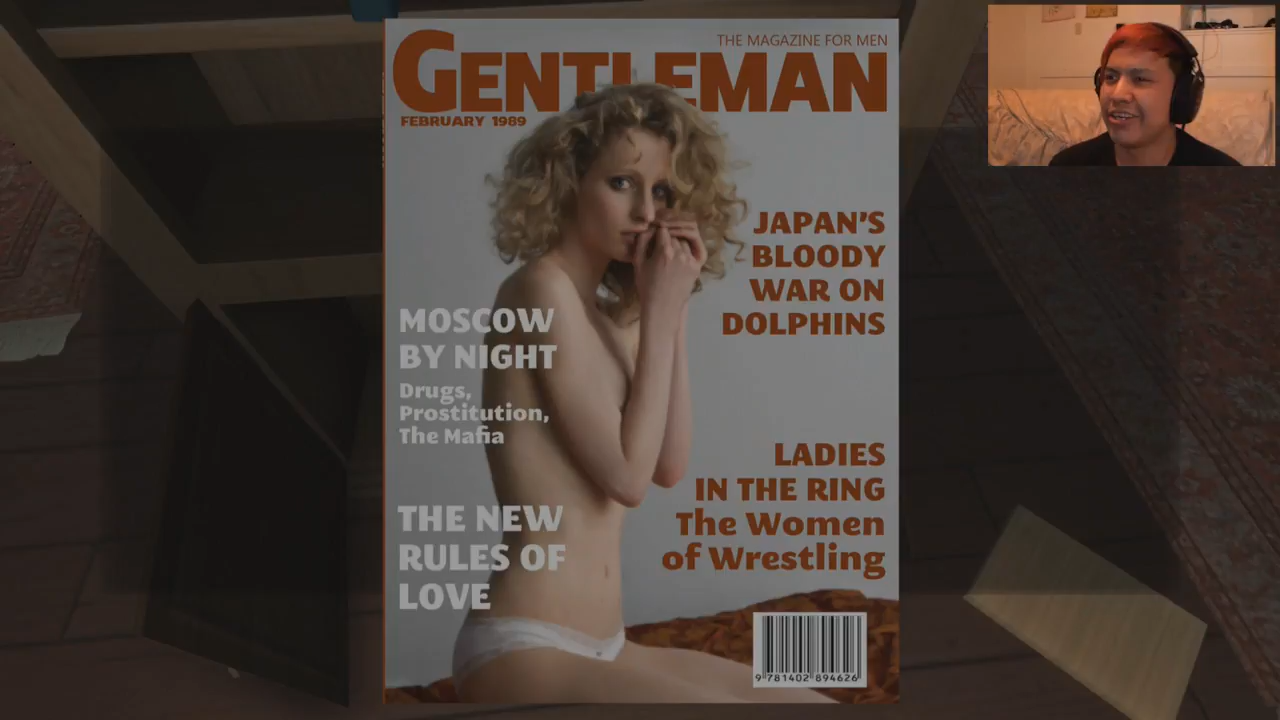 THE MAGAZINE FOR MEN
GENTLEMAN
FEBRUARY 1989
JAPAN'S
BLOODY
WAR ON
DOLPHINS
MOSCOW
BY NIGHT
Drugs,
Prostitution,
The Mafia
LADIES
IN THE RING
The Women
of Wrestling
THE NEW
RULES OF
LOVE
9 781402 894626